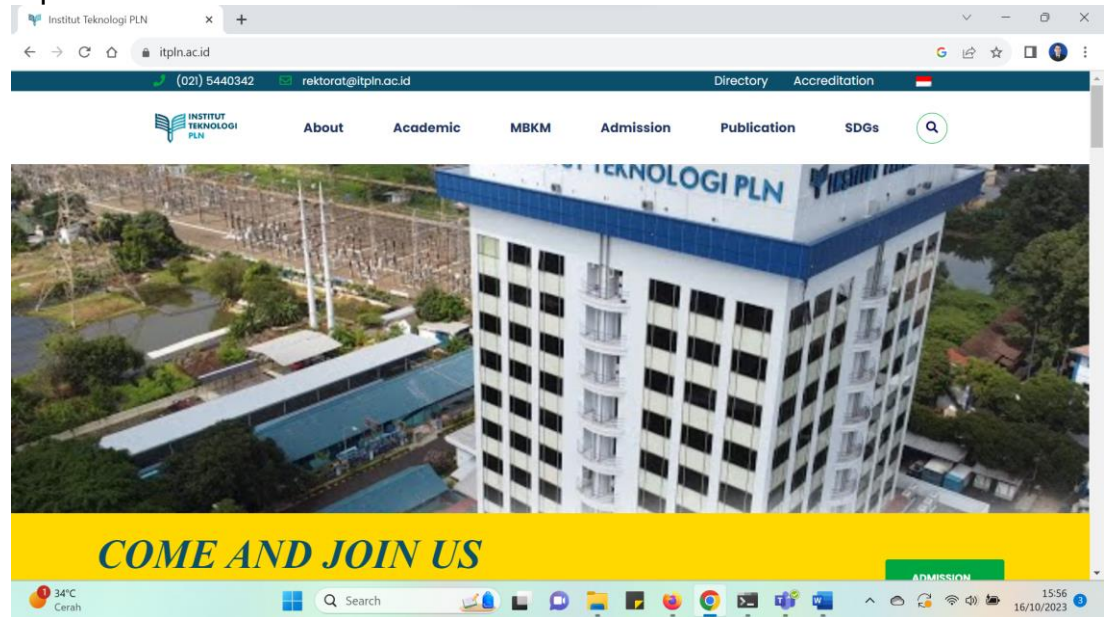 Institut Teknologi PLN
itpln.ac.id
(021) 5440342 rektorat@itpln.ac.id Directory Accreditation
INSTITUT
TEKNOLOGI
PLN
About Academic MBKM Admission Publication SDGs
TEKNOLOGI PLN
COME AND JOIN US
ADMISSION
1
34°C
Cerah
Search
15:56
16/10/2023
3